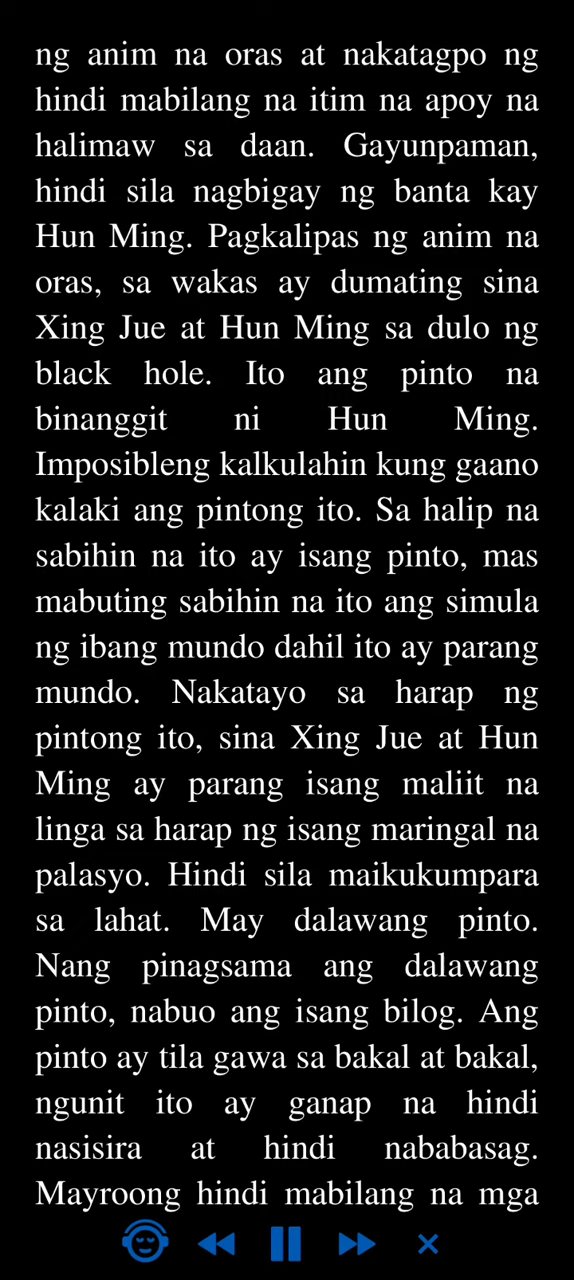 ng anim na oras at nakatagpo ng
hindi mabilang na itim na apoy na
halimaw sa daan. Gayunpaman,
hindi sila nagbigay ng banta kay
Hun Ming. Pagkalipas ng anim na
oras, sa wakas ay dumating sina
Xing Jue at Hun Ming sa dulo ng
black hole. Ito ang pinto na
binanggit ni Hun Ming.
Imposibleng kalkulahin kung gaano
kalaki ang pintong ito. Sa halip na
sabihin na ito ay isang pinto, mas
mabuting sabihin na ito ang simula
ng ibang mundo dahil ito ay parang
mundo. Nakatayo sa harap ng
pintong ito, sina Xing Jue at Hun
Ming ay parang isang maliit na
linga sa harap ng isang maringal na
palasyo. Hindi sila maikukumpara
sa lahat. May dalawang pinto.
Nang pinagsama ang dalawang
pinto, nabuo ang isang bilog. Ang
pinto ay tila gawa sa bakal at bakal,
ngunit ito ay ganap na hindi
nasisira at hindi nababasag.
Mayroong hindi mabilang na mga